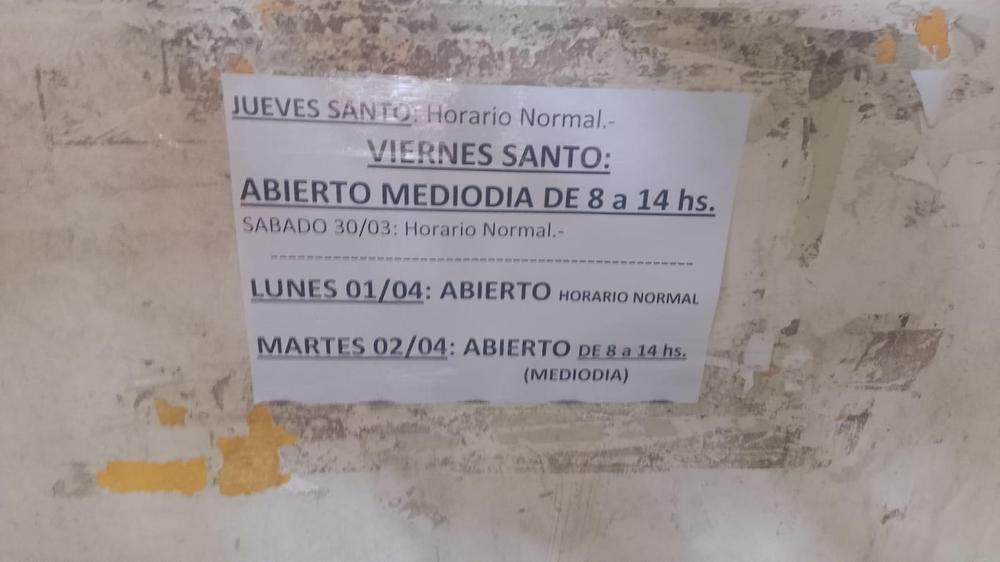 JUEVES SANTO: Horario Normal.-
VIERNES SANTO:
ABIERTO MEDIODIA DE 8 a 14 hs.
SABADO 30/03: Horario Normal.-
------------------------------------------------
LUNES 01/04: ABIERTO HORARIO NORMAL
MARTES 02/04: ABIERTO DE 8 a 14 hs.
(MEDIODIA)